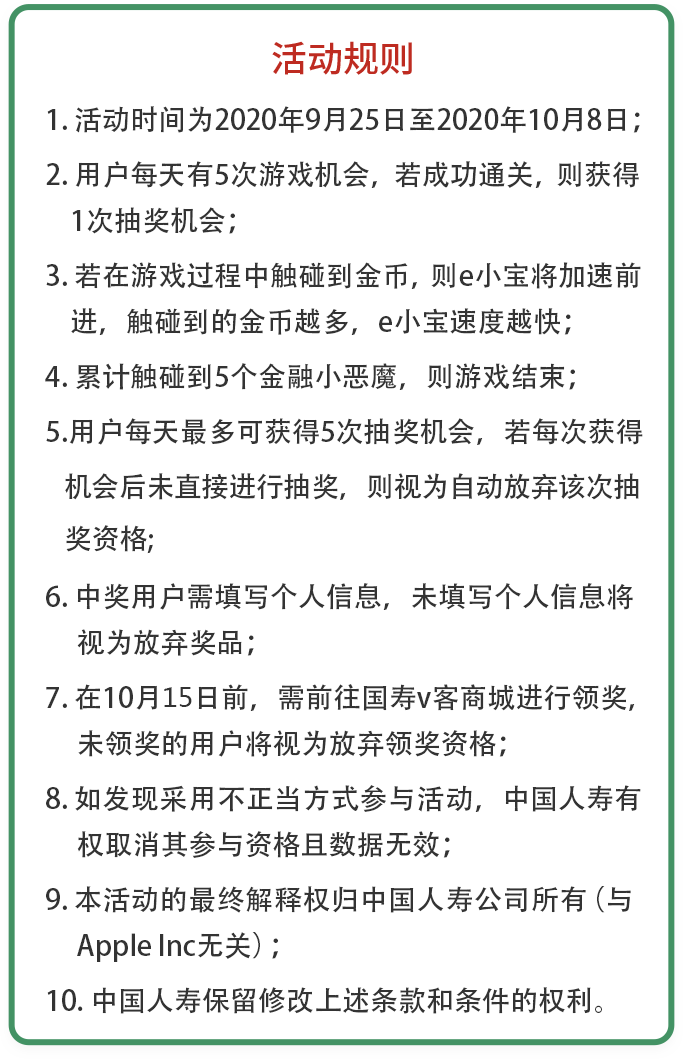 活动规则
1. 活动时间为2020年9月25日至2020年10月8日；
2. 用户每天有5次游戏机会，若成功通关，则获得
1次抽奖机会；
3. 若在游戏过程中触碰到金币，则e小宝将加速前
进，触碰到的金币越多，e小宝速度越快；
4. 累计触碰到5个金融小恶魔，则游戏结束；
5.用户每天最多可获得5次抽奖机会，若每次获得
机会后未直接进行抽奖，则视为自动放弃该次抽
奖资格;
6. 中奖用户需填写个人信息，未填写个人信息将
视为放弃奖品；
7. 在10月15日前，需前往国寿v客商城进行领奖，
未领奖的用户将视为放弃领奖资格；
8. 如发现采用不正当方式参与活动，中国人寿有
权取消其参与资格且数据无效；
9. 本活动的最终解释权归中国人寿公司所有（与
Apple Inc无关）；
10. 中国人寿保留修改上述条款和条件的权利。